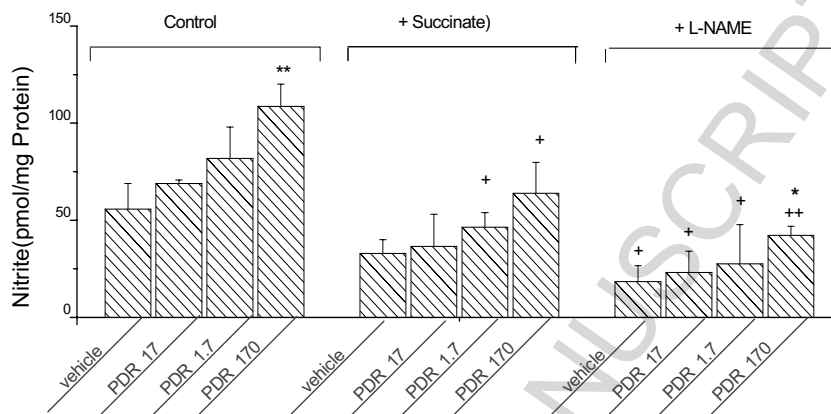 Control
+ Succinate)
+ L-NAME
Nitrite(pmol/mg Protein)
150
100
50
0
**
+
+
+
+
+
*
++
vehicle
PDR 17
PDR 1.7
PDR 170
vehicle
PDR 17
PDR 1.7
PDR 170
vehicle
PDR 17
PDR 1.7
PDR 170
NUSCRIPT